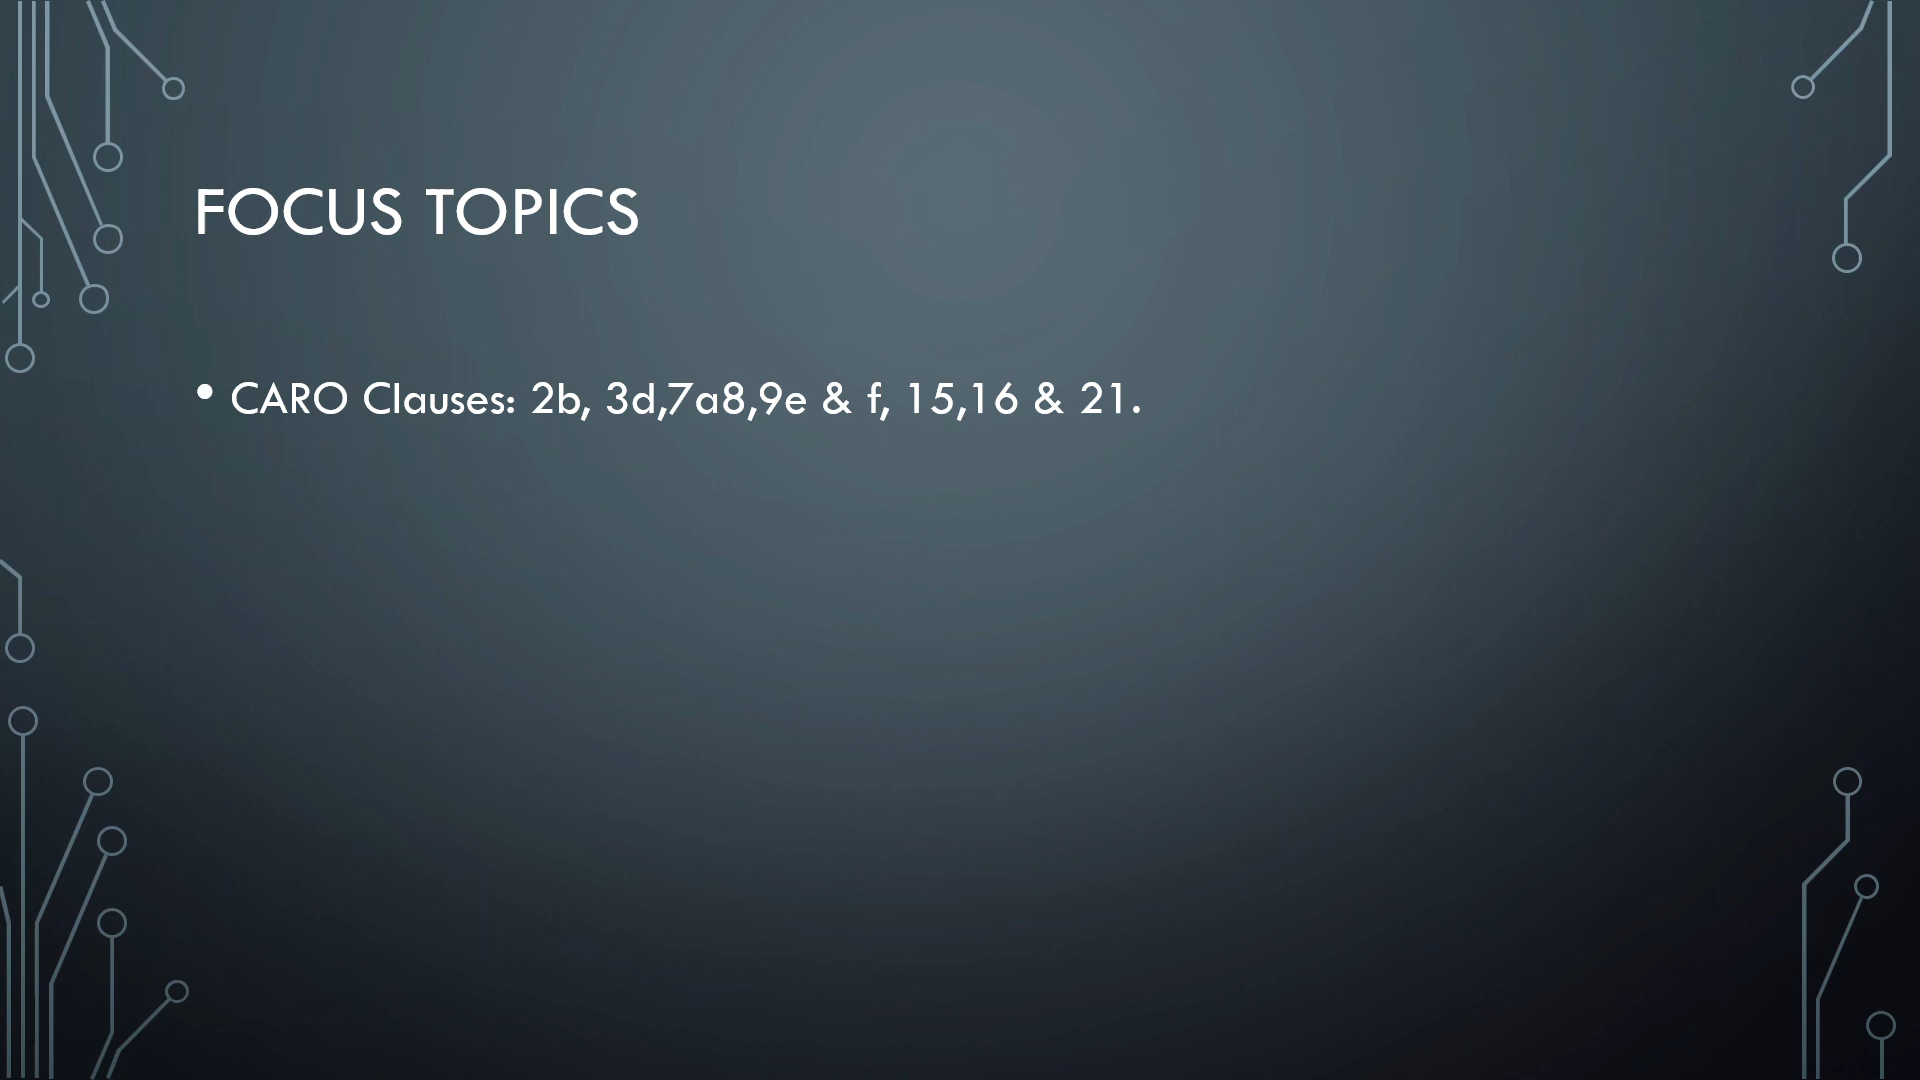 FOCUS TOPICS
• CARO Clauses: 2b, 3d,7a8,9e & f, 15,16 & 21.